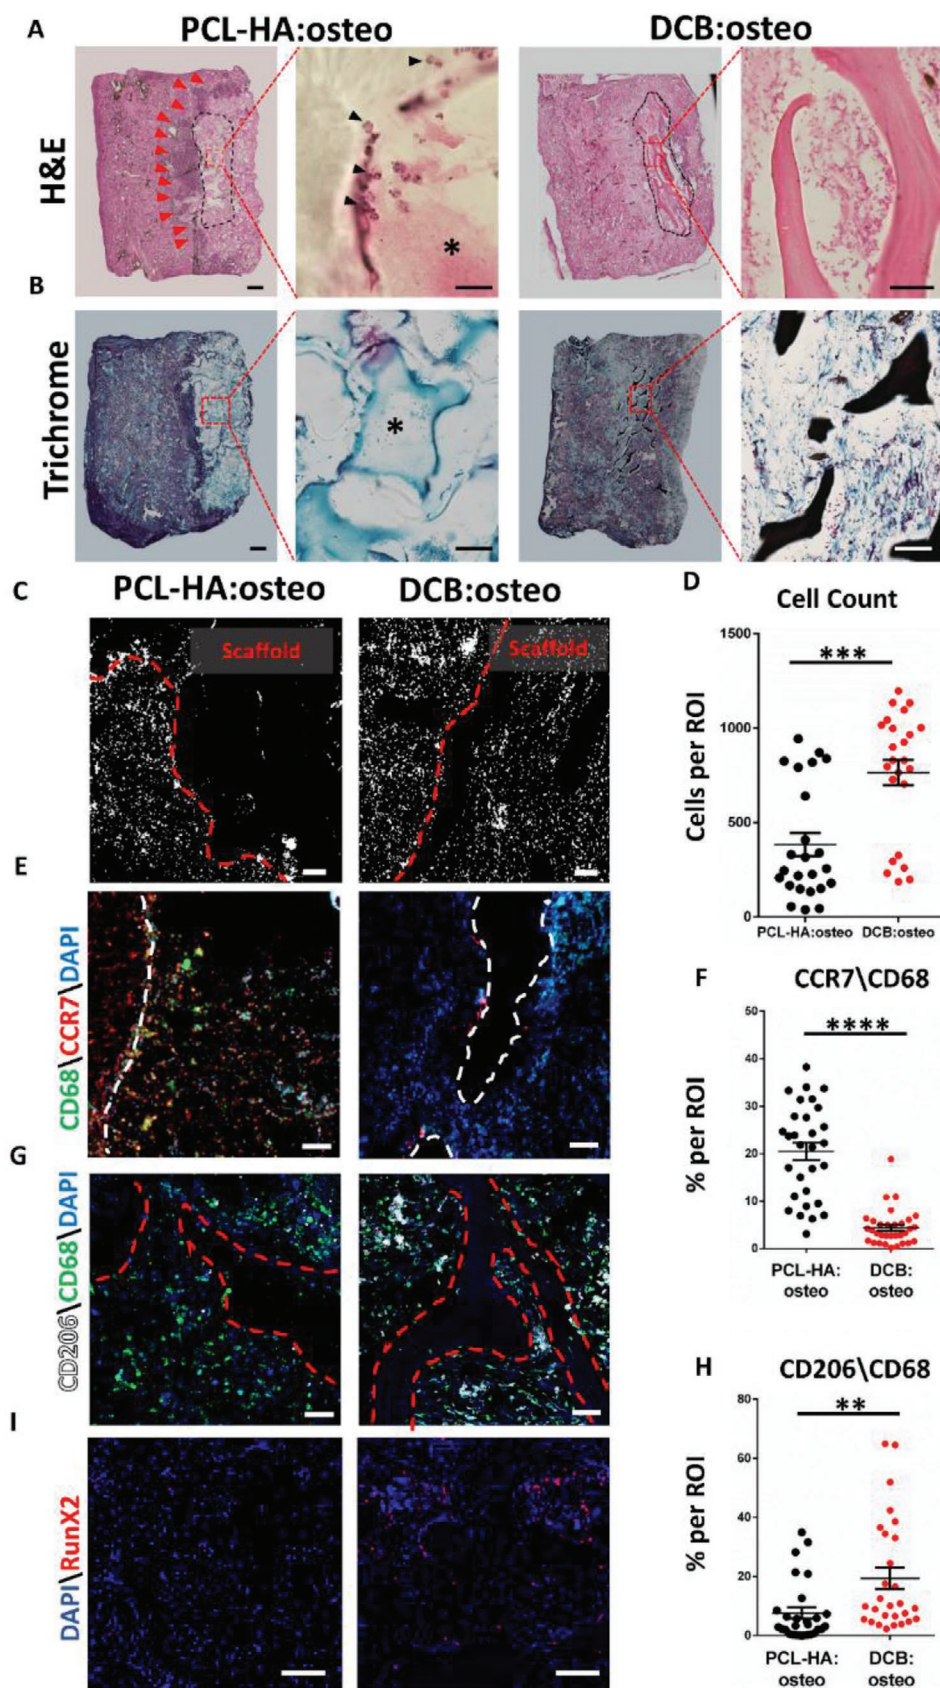 A
PCL-HA:osteo
DCB:osteo
H&E
*
B
Trichrome
*
C
PCL-HA:osteo
DCB:osteo
Scaffold
Scaffold
D
Cell Count
Cells per ROI
1500
1000
500
0
***
PCL-HA:osteo
DCB:osteo
E
CD68\CCR7\DAPI
F
CCR7\CD68
% per ROI
50
40
30
20
10
0
****
PCL-HA:
osteo
DCB:
osteo
G
CD206\CD68\DAPI
H
CD206\CD68
% per ROI
80
60
40
20
0
**
PCL-HA:
osteo
DCB:
osteo
I
DAPI\RunX2